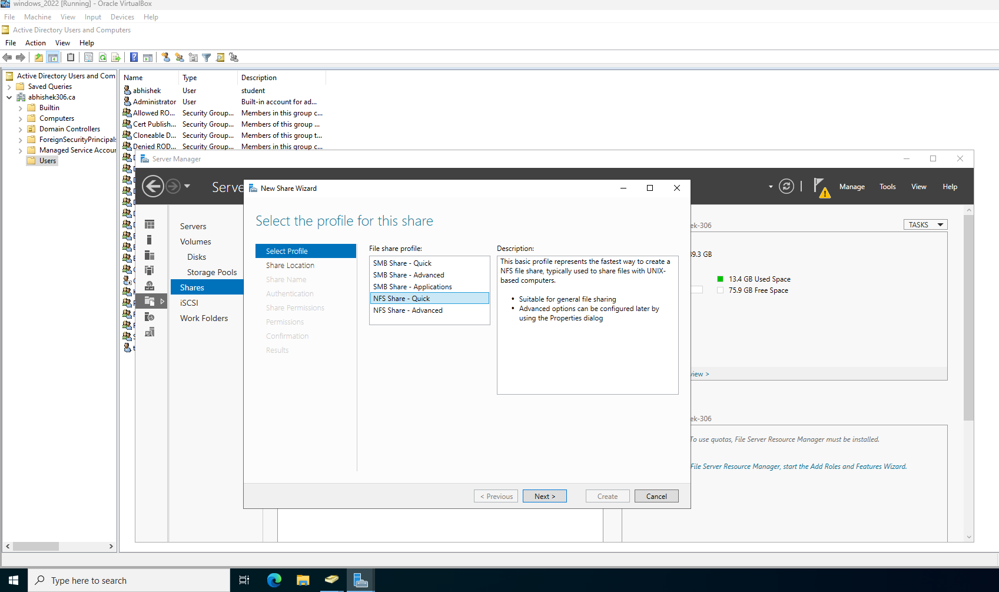 windows_2022 [Running] - Oracle VirtualBox
File Machine View Input Devices Help
Active Directory Users and Computers
File Action View Help
Active Directory Users and Com
Saved Queries
abhishek306.ca
Builtin
Computers
Domain Controllers
ForeignSecurityPrincipals
Managed Service Accour
Users
Name Type Description
abhishek User student
Administrator User Built-in account for ad...
Allowed RO... Security Group... Members in this group c...
Cert Publish... Security Group... Members of this group ...
Cloneable D... Security Group... Members of this group t...
Denied ROD... Security Group... Members in this group c...
Server Manager
Serve
Manage Tools View Help
Servers
Volumes
Disks
Storage Pools
Shares
iSCSI
Work Folders
New Share Wizard
Select the profile for this share
Select Profile
Share Location
Share Name
Authentication
Share Permissions
Permissions
Confirmation
Results
File share profile:
SMB Share - Quick
SMB Share - Advanced
SMB Share - Applications
NFS Share - Quick
NFS Share - Advanced
Description:
This basic profile represents the fastest way to create a
NFS file share, typically used to share files with UNIX-
based computers.
• Suitable for general file sharing
• Advanced options can be configured later by
using the Properties dialog
< Previous Next > Create Cancel
ek-306
TASKS
39.3 GB
13.4 GB Used Space
75.9 GB Free Space
view >
ek-306
To use quotas, File Server Resource Manager must be installed.
File Server Resource Manager, start the Add Roles and Features Wizard.
Type here to search